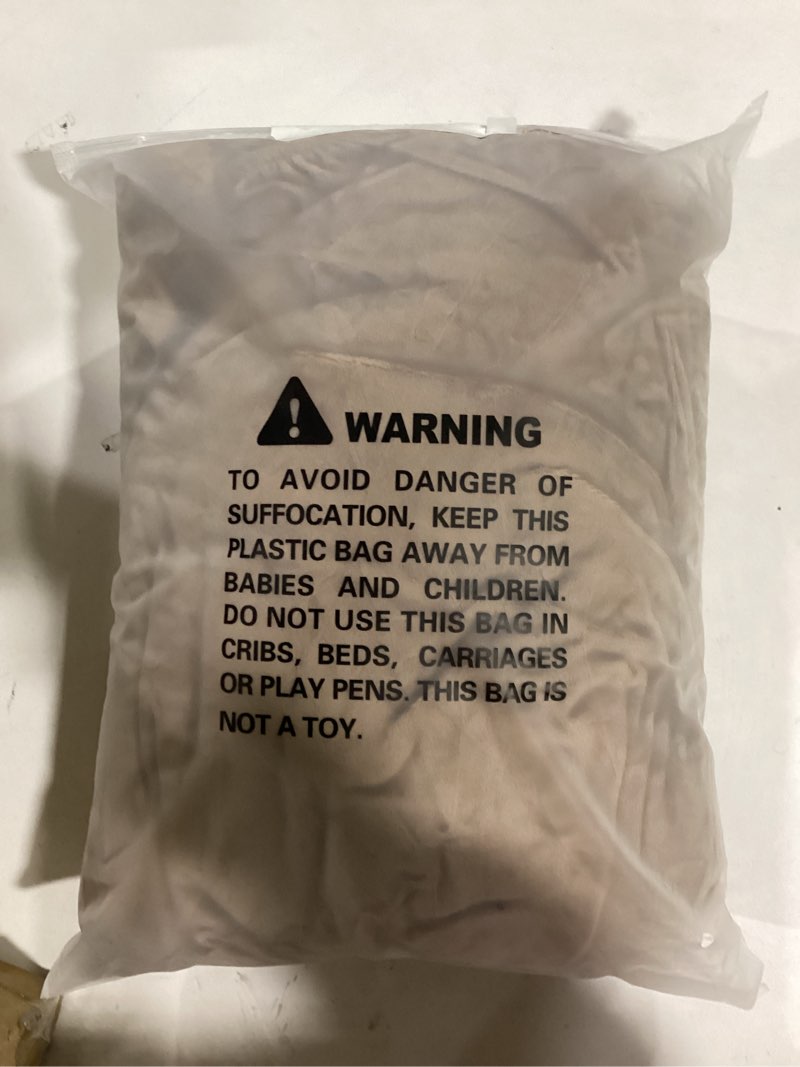 WARNING
TO AVOID DANGER OF
SUFFOCATION, KEEP THIS
PLASTIC BAG AWAY FROM
BABIES AND CHILDREN.
DO NOT USE THIS BAG IN
CRIBS, BEDS, CARRIAGES
OR PLAY PENS. THIS BAG IS
NOT A TOY.